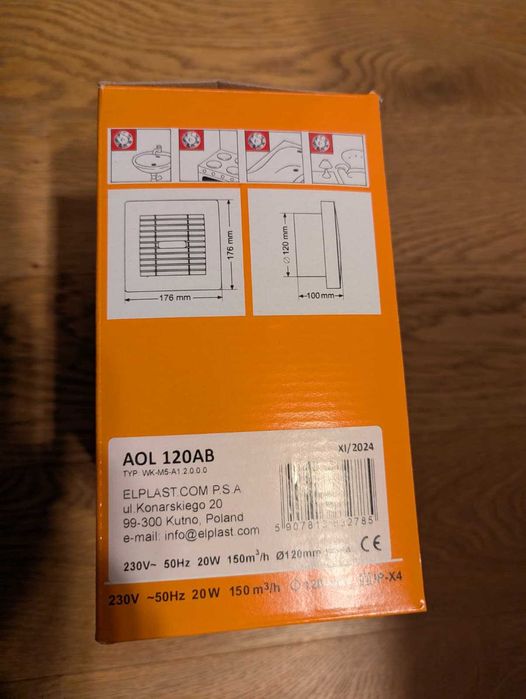 176 mm
176 mm
∅ 120 mm
100mm
AOL 120AB
XI/2024
TYP WK-M5-A1.2.0.0.0
ELPLAST.COM P.S.A
ul.Konarskiego 20
99-300 Kutno, Poland
e-mail: info@elplast.com
230V~ 50Hz 20W 150m³/h Ø120mm CE
230V ~50Hz 20W 150 m³/h IP-X4